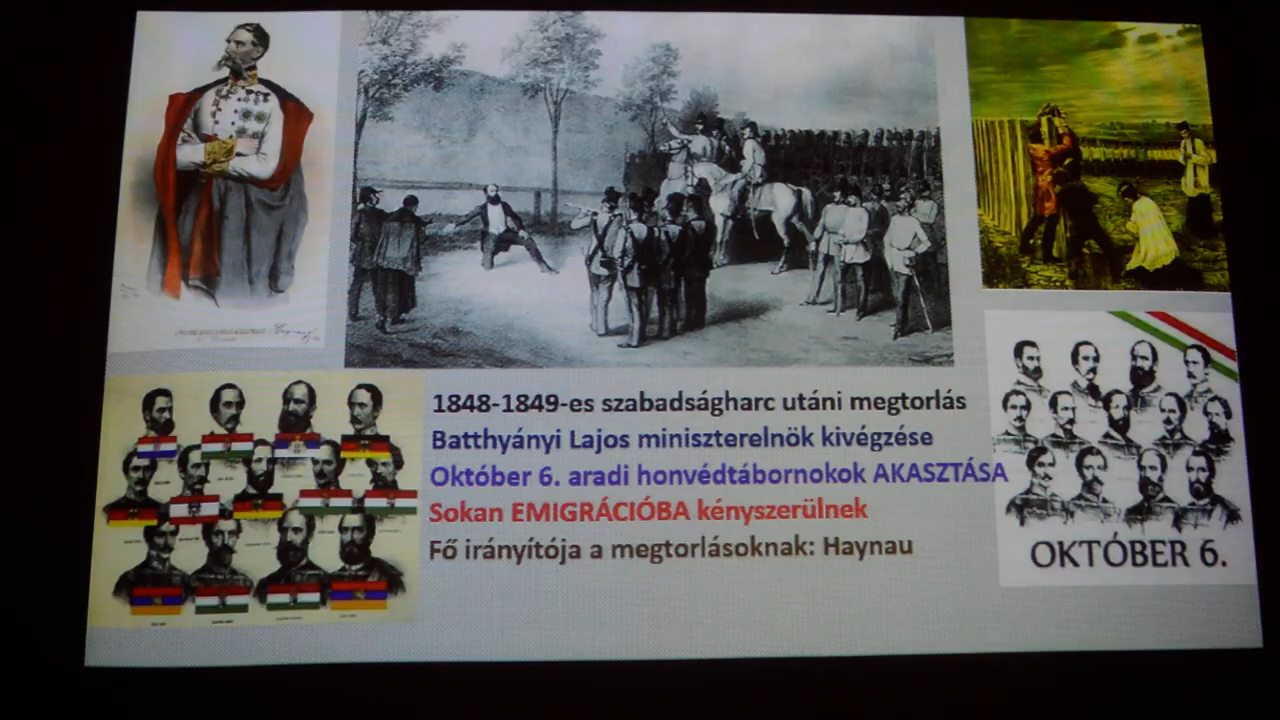 1848-1849-es szabadságharc utáni megtorlás
Batthyányi Lajos miniszterelnök kivégzése
Október 6. aradi honvédtábornokok AKASZTÁSA
Sokan EMIGRÁCIÓBA kényszerülnek
Fő irányítója a megtorlásoknak: Haynau
OKTÓBER 6.